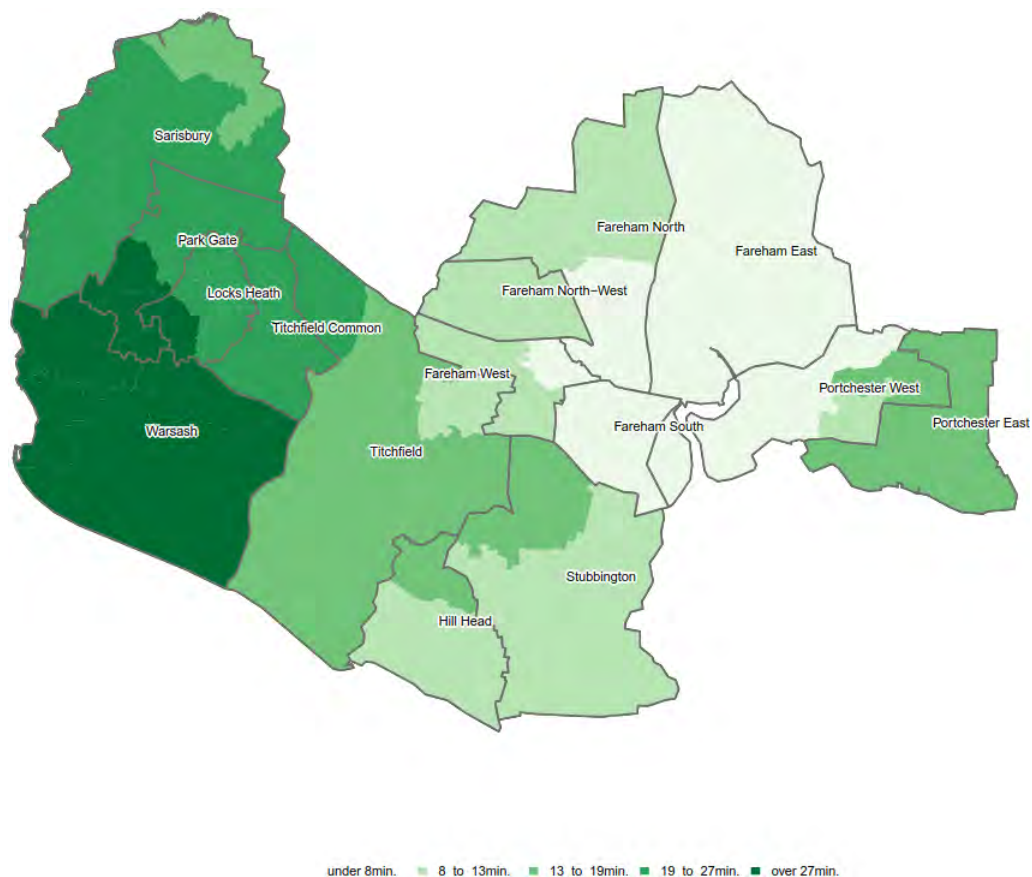 Sarisbury
Fareham North
Park Gate
Fareham East
Locks Heath
Fareham North-West
Titchfield Common
Fareham West
Portchester West
Warsash
Fareham South
Portchester East
Titchfield
Stubbington
Hill Head
under 8min. 8 to 13min. 13 to 19min. 19 to 27min. over 27min.